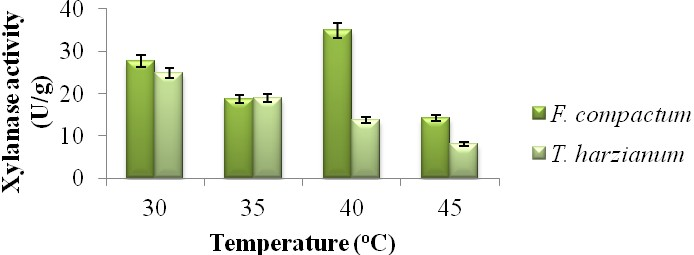 Xylanase activity
(U/g)
40
30
20
10
0
30 35 40 45
Temperature (ºC)
F. compactum
T. harzianum